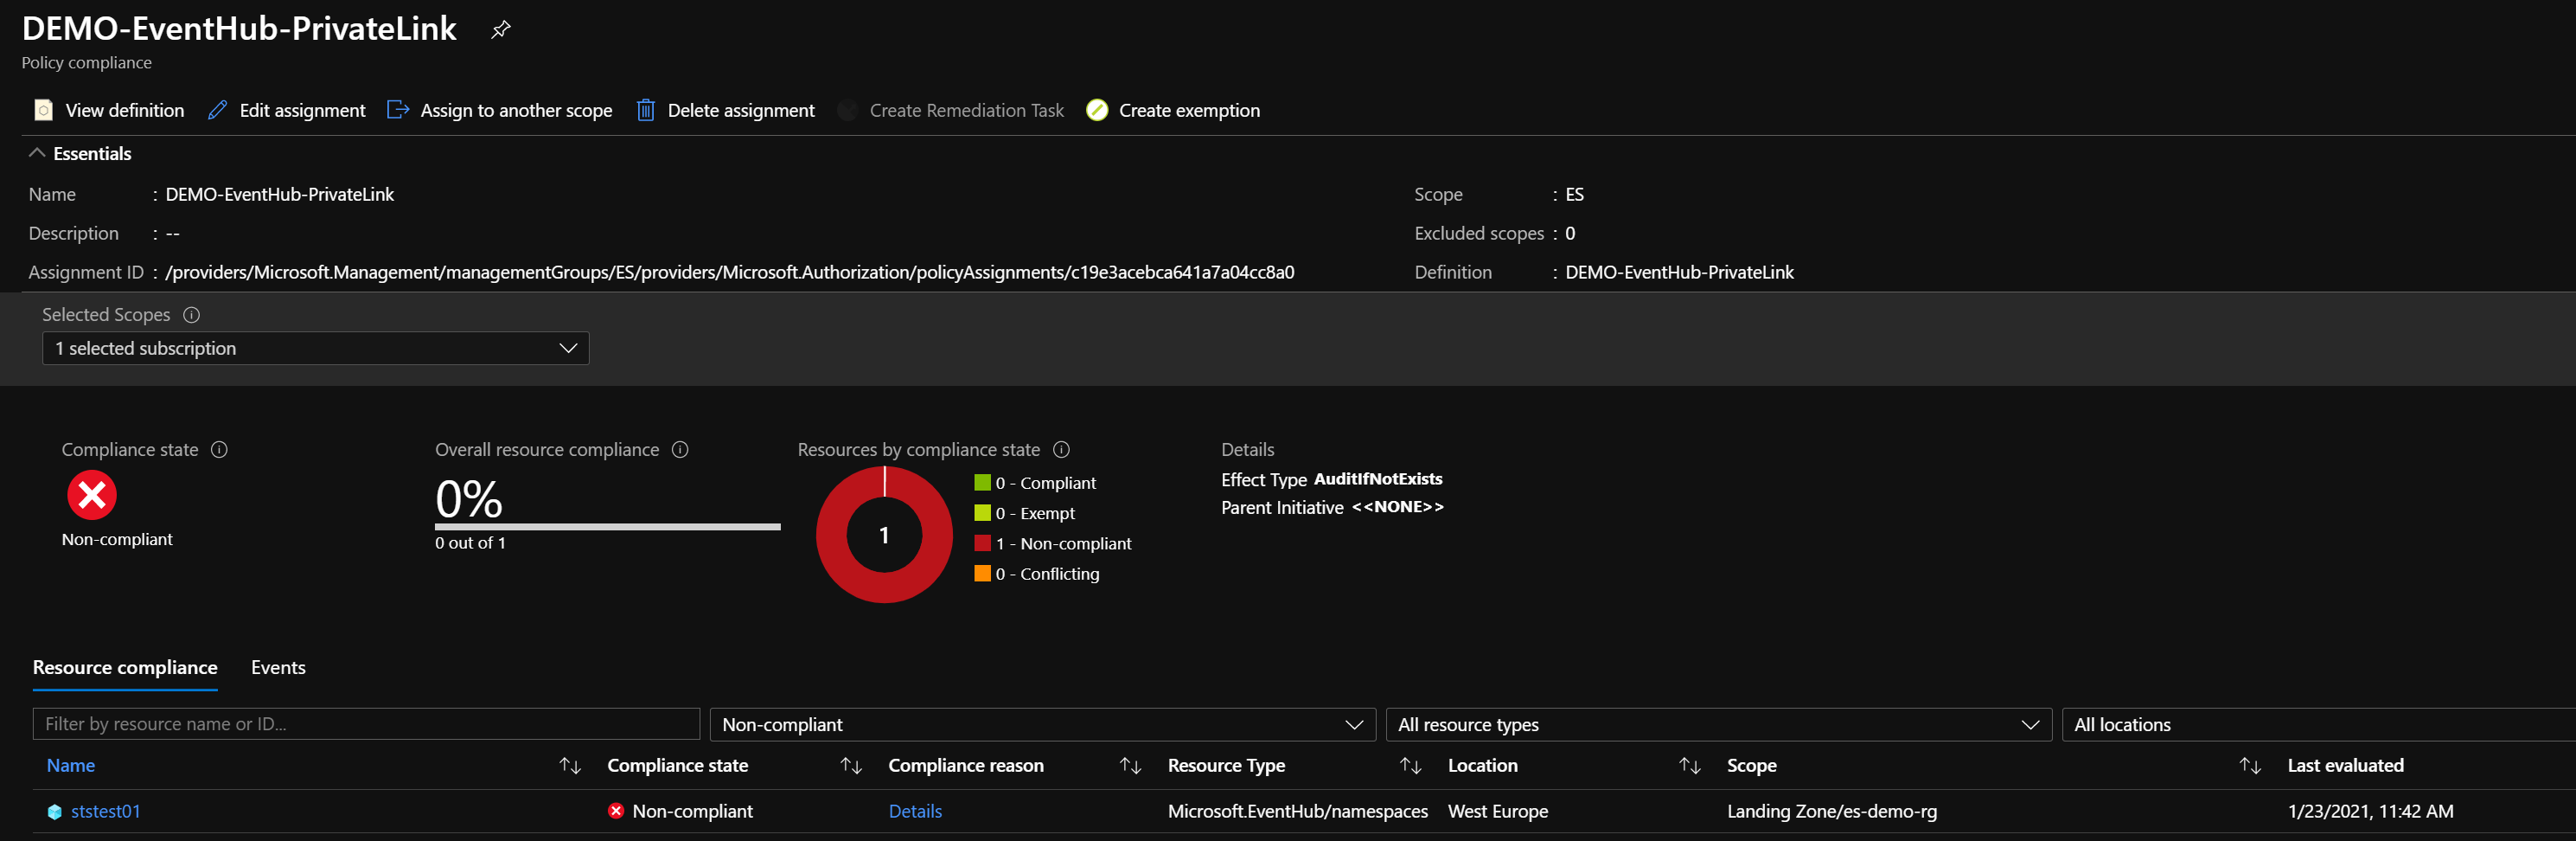 DEMO-EventHub-PrivateLink
Policy compliance
View definition Edit assignment Assign to another scope Delete assignment Create Remediation Task Create exemption
Essentials
Name : DEMO-EventHub-PrivateLink Scope : ES
Description : -- Excluded scopes : 0
Assignment ID : /providers/Microsoft.Management/managementGroups/ES/providers/Microsoft.Authorization/policyAssignments/c19e3acebca641a7a04cc8a0 Definition : DEMO-EventHub-PrivateLink
Selected Scopes
1 selected subscription
Compliance state Overall resource compliance Resources by compliance state Details
Non-compliant
0%
0 out of 1
1
0 - Compliant
0 - Exempt
1 - Non-compliant
0 - Conflicting
Effect Type AuditIfNotExists
Parent Initiative <<NONE>>
Resource compliance Events
Filter by resource name or ID... Non-compliant All resource types All locations
Name Compliance state Compliance reason Resource Type Location Scope Last evaluated
ststest01 Non-compliant Details Microsoft.EventHub/namespaces West Europe Landing Zone/es-demo-rg 1/23/2021, 11:42 AM